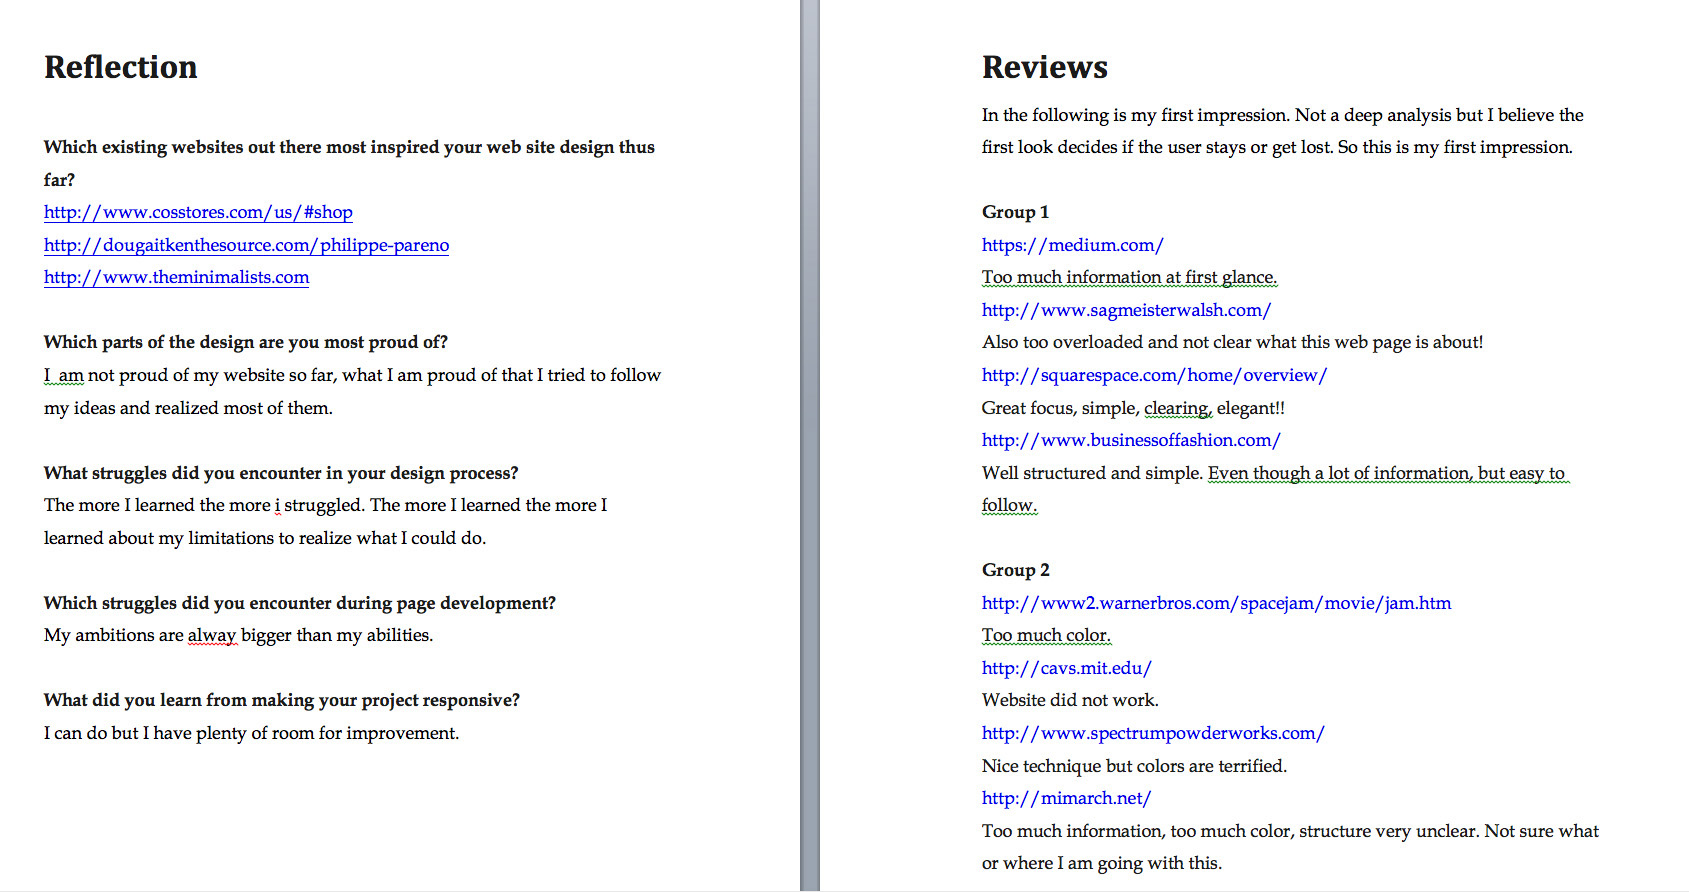 Reflection
Which existing websites out there most inspired your web site design thus
far?
http://www.cosstores.com/us/#shop
http://dougaitkenthesource.com/philippe-pareno
http://www.theminimalists.com
Which parts of the design are you most proud of?
I  am not proud of my website so far, what I am proud of that I tried to follow
my ideas and realized most of them.
What struggles did you encounter in your design process?
The more I learned the more i struggled. The more I learned the more I
learned about my limitations to realize what I could do.
Which struggles did you encounter during page development?
My ambitions are alway bigger than my abilities.
What did you learn from making your project responsive?
I can do but I have plenty of room for improvement.
Reviews
In the following is my first impression. Not a deep analysis but I believe the
first look decides if the user stays or get lost. So this is my first impression.
Group 1
https://medium.com/
Too much information at first glance.
http://www.sagmeisterwalsh.com/
Also too overloaded and not clear what this web page is about!
http://squarespace.com/home/overview/
Great focus, simple, clearing, elegant!!
http://www.businessoffashion.com/
Well structured and simple. Even though a lot of information, but easy to
follow.
Group 2
http://www2.warnerbros.com/spacejam/movie/jam.htm
Too much color.
http://cavs.mit.edu/
Website did not work.
http://www.spectrumpowderworks.com/
Nice technique but colors are terrified.
http://mimarch.net/
Too much information, too much color, structure very unclear. Not sure what
or where I am going with this.